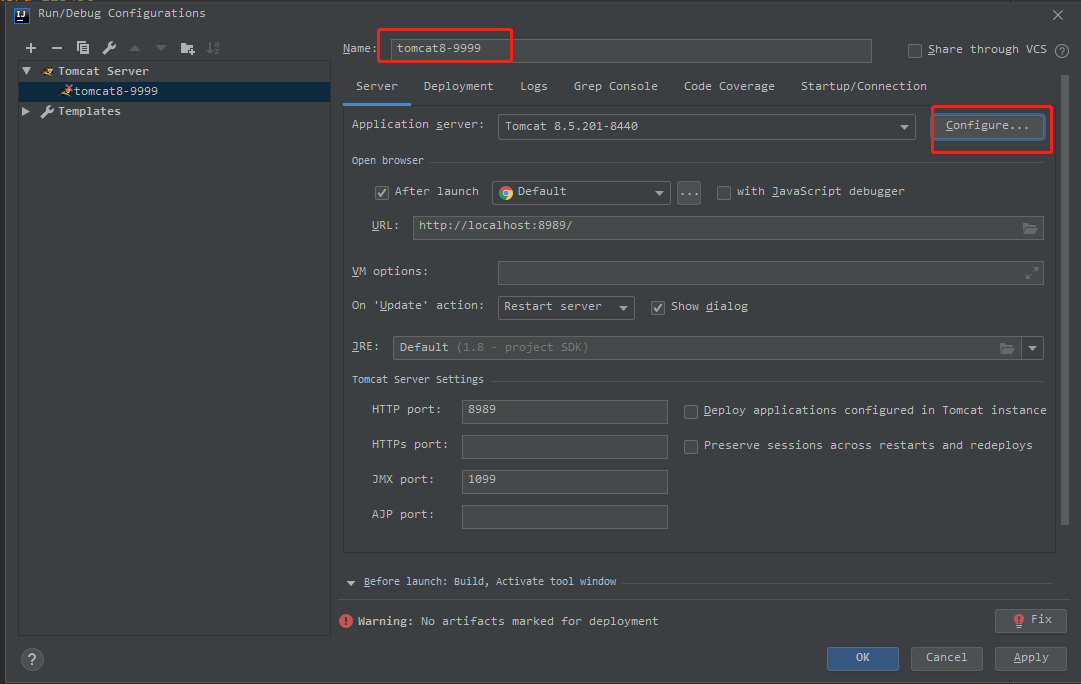 Run/Debug Configurations
Name: tomcat8-9999
Share through VCS
Tomcat Server
tomcat8-9999
Templates
Server Deployment Logs Grep Console Code Coverage Startup/Connection
Application server: Tomcat 8.5.201-8440 Configure...
Open browser
After launch Default ... with JavaScript debugger
URL: http://localhost:8989/
VM options:
On 'Update' action: Restart server Show dialog
JRE: Default (1.8 - project SDK)
Tomcat Server Settings
HTTP port: 8989 Deploy applications configured in Tomcat instance
HTTPs port: Preserve sessions across restarts and redeploys
JMX port: 1099
AJP port:
Before launch: Build, Activate tool window
Warning: No artifacts marked for deployment Fix
? OK Cancel Apply